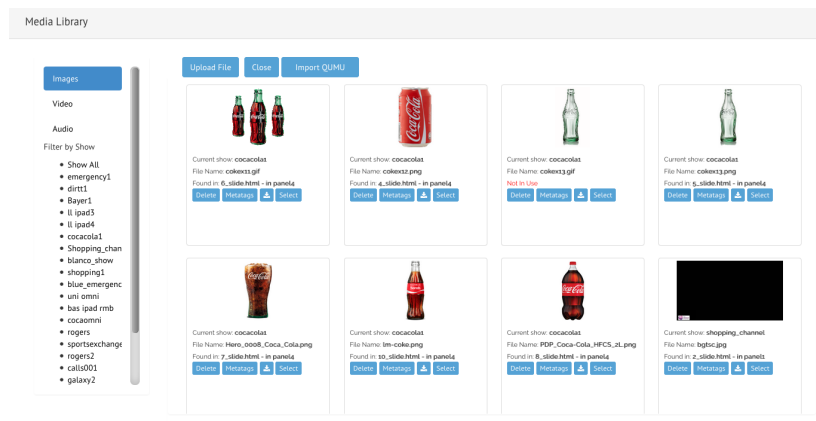 Media Library
Images
Video
Audio
Filter by Show
Show All
emergency1
dirtt1
Bayer1
ll ipad3
ll ipad4
cocacola1
Shopping_chan
blanco_show
shopping1
blue_emergenc
uni omni
bas ipad rmb
cocaomni
rogers
sportsexchange
rogers2
calls001
galaxy2
Upload File Close Import QUMU
Current show: cocacola1
File Name: cokex11.gif
Found in: 6_slide.html - in panel4
Delete Metatags Select
Coca-Cola
Current show: cocacola1
File Name: cokex12.png
Found in: 4_slide.html - in panel4
Delete Metatags Select
Current show: cocacola1
File Name: cokex13.gif
Not In Use
Delete Metatags Select
Current show: cocacola1
File Name: cokex13.png
Found in: 5_slide.html - in panel4
Delete Metatags Select
Coca-Cola
Current show: cocacola1
File Name: Hero_0008_Coca_Cola.png
Found in: 7_slide.html - in panel4
Delete Metatags Select
Current show: cocacola1
File Name: Im-coke.png
Found in: 10_slide.html - in panel4
Delete Metatags Select
Coca-Cola
Current show: cocacola1
File Name: PDP_Coca-Cola_HFCS_2L.png
Found in: 8_slide.html - in panel4
Delete Metatags Select
Current show: shopping_channel
File Name: bgtsc.jpg
Found in: 2_slide.html - in panel1
Delete Metatags Select